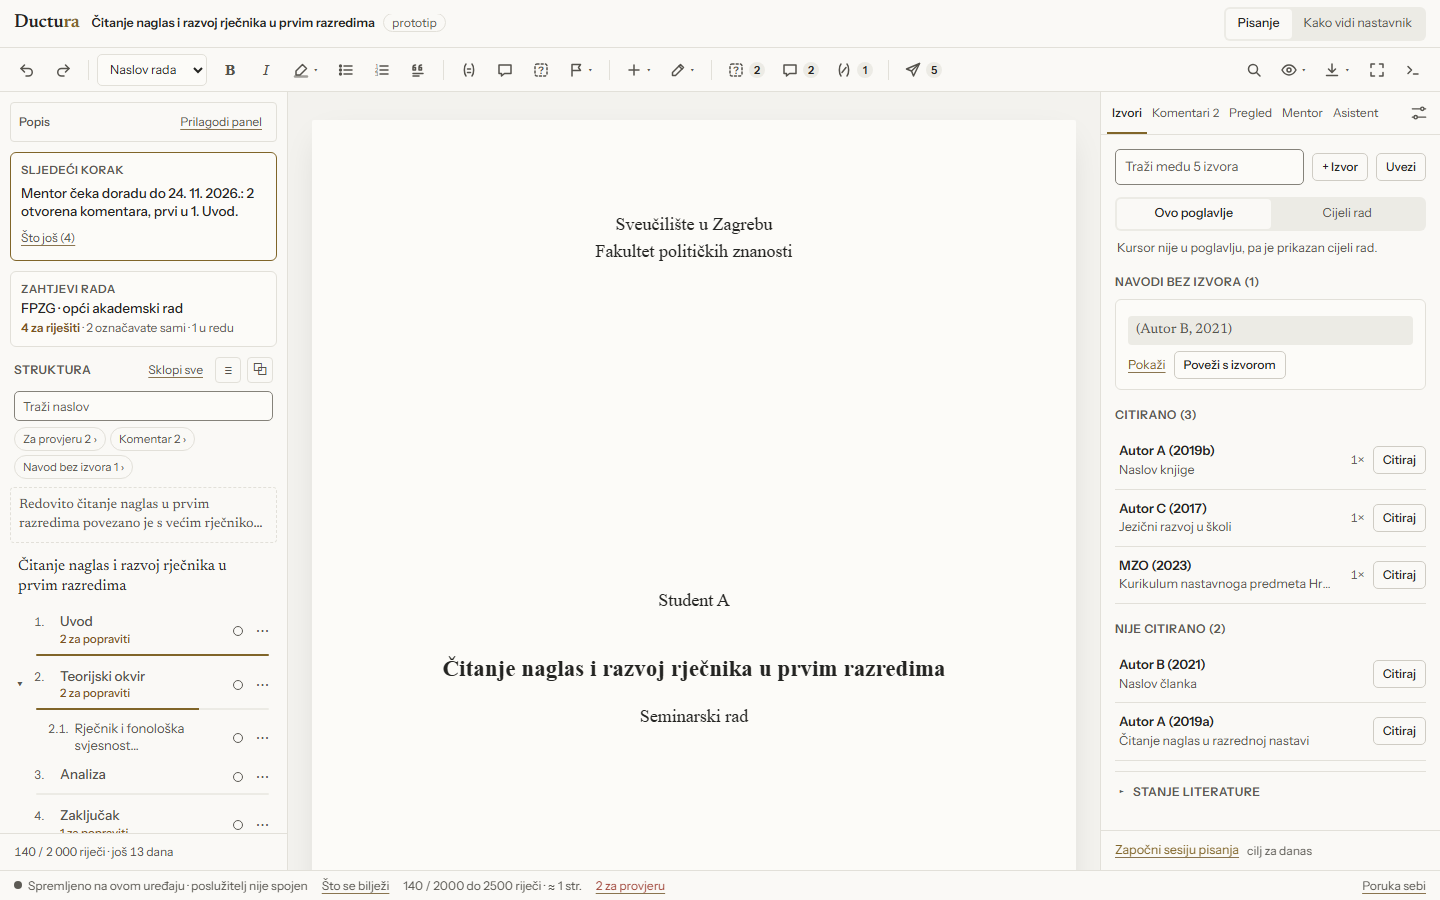 Ductura Čitanje naglas i razvoj rječnika u prvim razredima prototip Pisanje Kako vidi nastavnik
Naslov rada B I 2 2 1 5
Popis Prilagodi panel
SLJEDEĆI KORAK
Mentor čeka doradu do 24. 11. 2026.: 2
otvorena komentara, prvi u 1. Uvod.
Što još (4)
ZAHTJEVI RADA
FPZG · opći akademski rad
4 za riješiti · 2 označavate sami · 1 u redu
STRUKTURA Sklopi sve
Traži naslov
Za provjeru 2 › Komentar 2 ›
Navod bez izvora 1 ›
Redovito čitanje naglas u prvim
razredima povezano je s većim rječniko…
Čitanje naglas i razvoj rječnika u
prvim razredima
1. Uvod
2 za popraviti
2. Teorijski okvir
2 za popraviti
2.1. Rječnik i fonološka
svjesnost…
3. Analiza
4. Zaključak
1 za popraviti
140 / 2 000 riječi · još 13 dana
Sveučilište u Zagrebu
Fakultet političkih znanosti
Student A
Čitanje naglas i razvoj rječnika u prvim razredima
Seminarski rad
Izvori Komentari 2 Pregled Mentor Asistent
Traži među 5 izvora + Izvor Uvezi
Ovo poglavlje Cijeli rad
Kursor nije u poglavlju, pa je prikazan cijeli rad.
NAVODI BEZ IZVORA (1)
(Autor B, 2021)
Pokaži Poveži s izvorom
CITIRANO (3)
Autor A (2019b)
Naslov knjige
1× Citiraj
Autor C (2017)
Jezični razvoj u školi
1× Citiraj
MZO (2023)
Kurikulum nastavnoga predmeta Hr…
1× Citiraj
NIJE CITIRANO (2)
Autor B (2021)
Naslov članka
Citiraj
Autor A (2019a)
Čitanje naglas u razrednoj nastavi
Citiraj
STANJE LITERATURE
Započni sesiju pisanja cilj za danas
Spremljeno na ovom uređaju · poslužitelj nije spojen Što se bilježi 140 / 2000 do 2500 riječi · ≈ 1 str. 2 za provjeru Poruka sebi